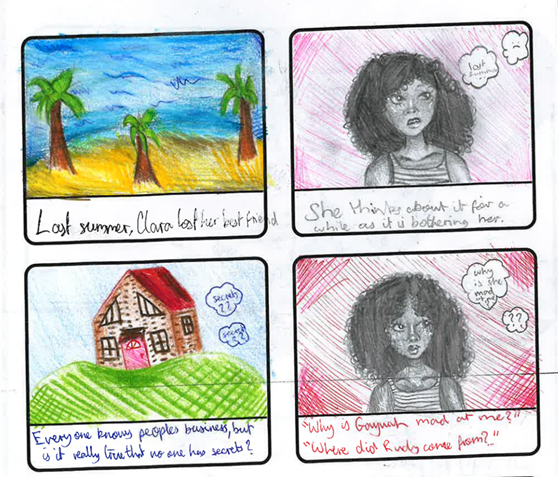 Last summer, Clara lost her best friend
last
summer
She thinks about it for a
while as it is bothering her.
secrets
??
secrets
??
Everyone knows peoples business, but
is it really true that no one has secrets?
why
is she
mad
at me?
??
"Why is Gayuah mad at me?"
"Where did Rudy come from?"